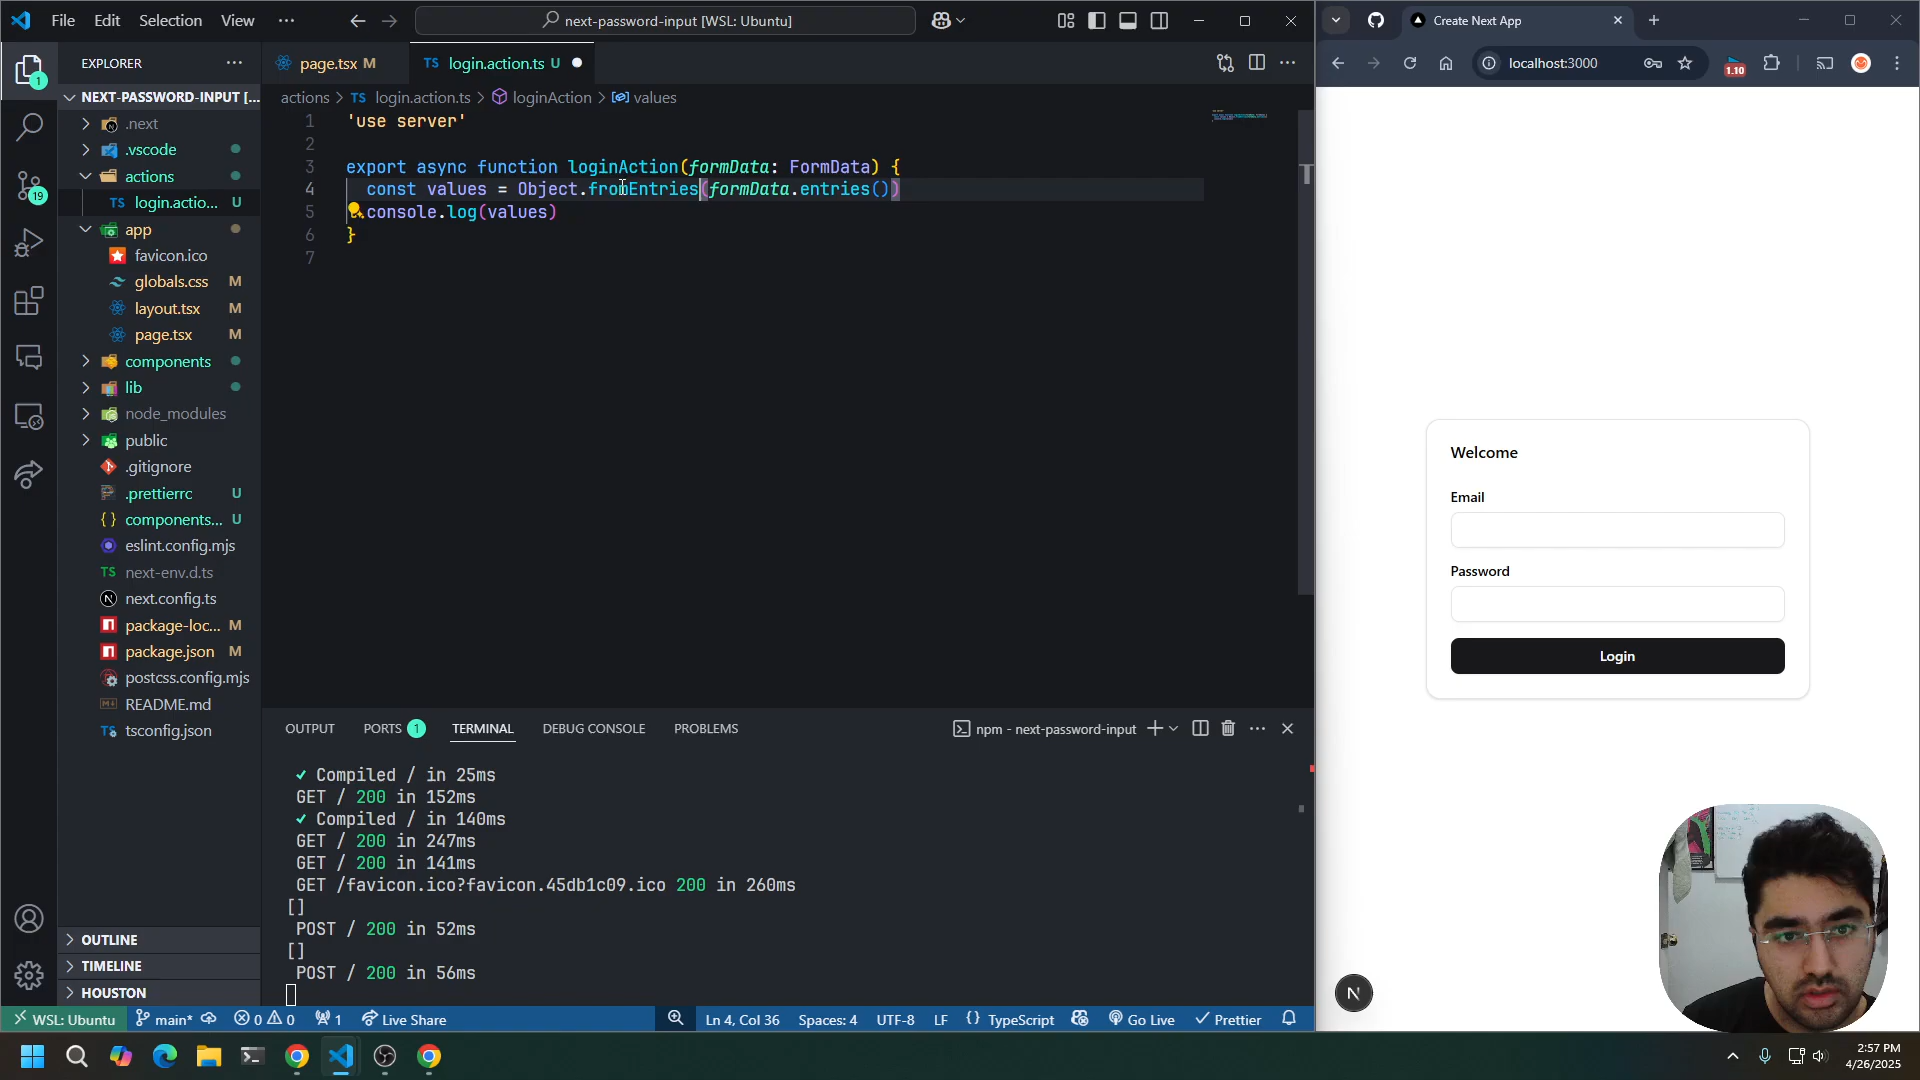 File Edit Selection View ···
next-password-input [WSL: Ubuntu]
EXPLORER
NEXT-PASSWORD-INPUT [...
.next
.vscode
actions
TS login.actio... U
app
favicon.ico
globals.css M
layout.tsx M
page.tsx M
components
lib
node_modules
public
.gitignore
.prettierrc U
components... U
eslint.config.mjs
TS next-env.d.ts
next.config.ts
package-loc... M
package.json M
postcss.config.mjs
README.md
tsconfig.json
OUTLINE
TIMELINE
HOUSTON
1
19
page.tsx M
TS login.action.ts U
actions > TS login.action.ts > loginAction > values
1 'use server'
2
3 export async function loginAction(formData: FormData) {
4 const values = Object.fromEntries(formData.entries())
5 console.log(values)
6 }
7
OUTPUT PORTS 1 TERMINAL DEBUG CONSOLE PROBLEMS
npm - next-password-input
✓ Compiled / in 25ms
GET / 200 in 152ms
✓ Compiled / in 140ms
GET / 200 in 247ms
GET / 200 in 141ms
GET /favicon.ico?favicon.45db1c09.ico 200 in 260ms
[]
POST / 200 in 52ms
[]
POST / 200 in 56ms
WSL: Ubuntu main* 0 0 1 Live Share
Ln 4, Col 36 Spaces: 4 UTF-8 LF {} TypeScript Go Live Prettier
Create Next App
localhost:3000
1.10
Welcome
Email
Password
Login
N
2:57 PM
4/26/2025